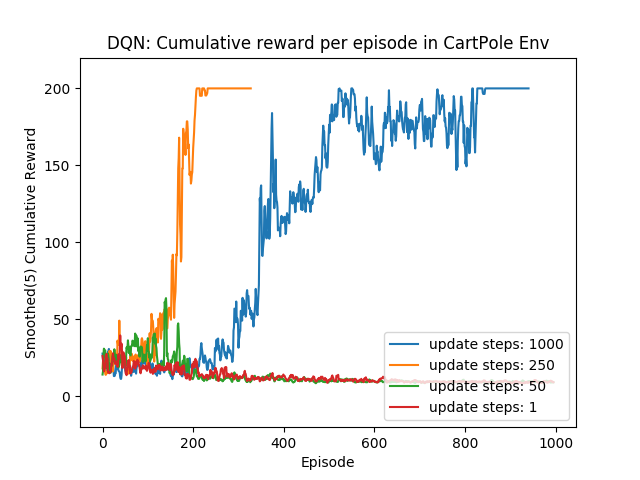 DQN: Cumulative reward per episode in CartPole Env
Smoothed(5) Cumulative Reward
200
150
100
50
0
update steps: 1000
update steps: 250
update steps: 50
update steps: 1
0 200 400 600 800 1000
Episode